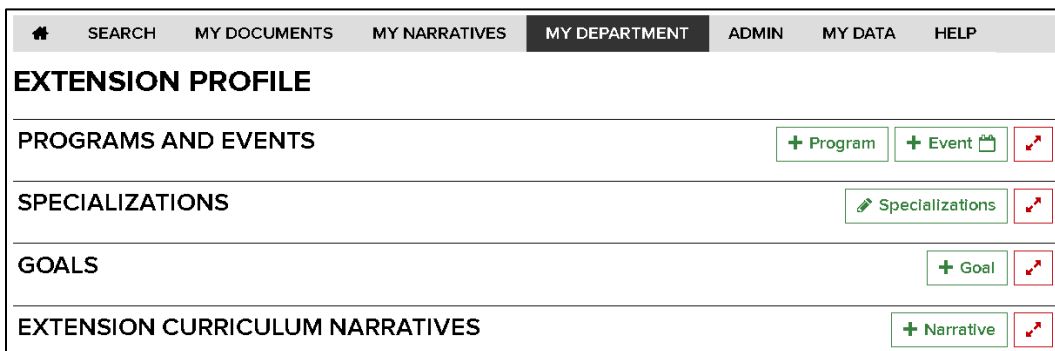 SEARCH MY DOCUMENTS MY NARRATIVES MY DEPARTMENT ADMIN MY DATA HELP
EXTENSION PROFILE
PROGRAMS AND EVENTS + Program + Event
SPECIALIZATIONS Specializations
GOALS + Goal
EXTENSION CURRICULUM NARRATIVES + Narrative